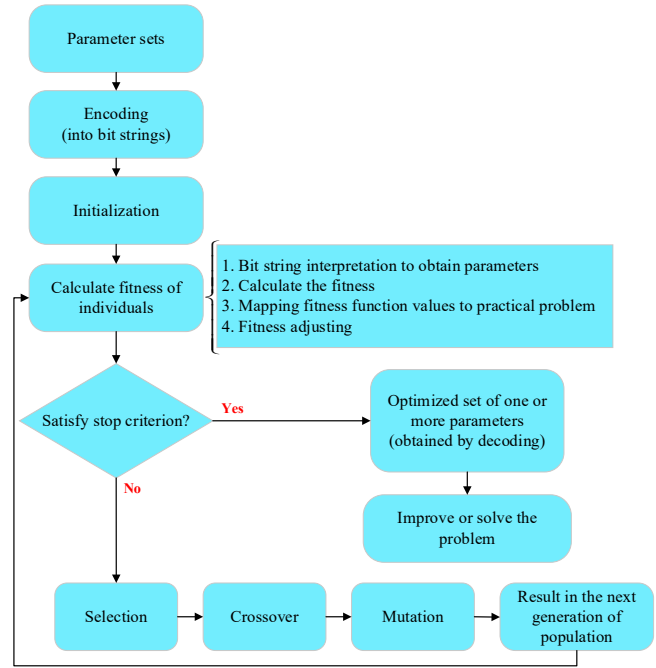 Parameter sets
Encoding
(into bit strings)
Initialization
Calculate fitness of
individuals
1. Bit string interpretation to obtain parameters
2. Calculate the fitness
3. Mapping fitness function values to practical problem
4. Fitness adjusting
Satisfy stop criterion?
Yes
Optimized set of one or
more parameters
(obtained by decoding)
No
Improve or solve the
problem
Selection
Crossover
Mutation
Result in the next
generation of
population